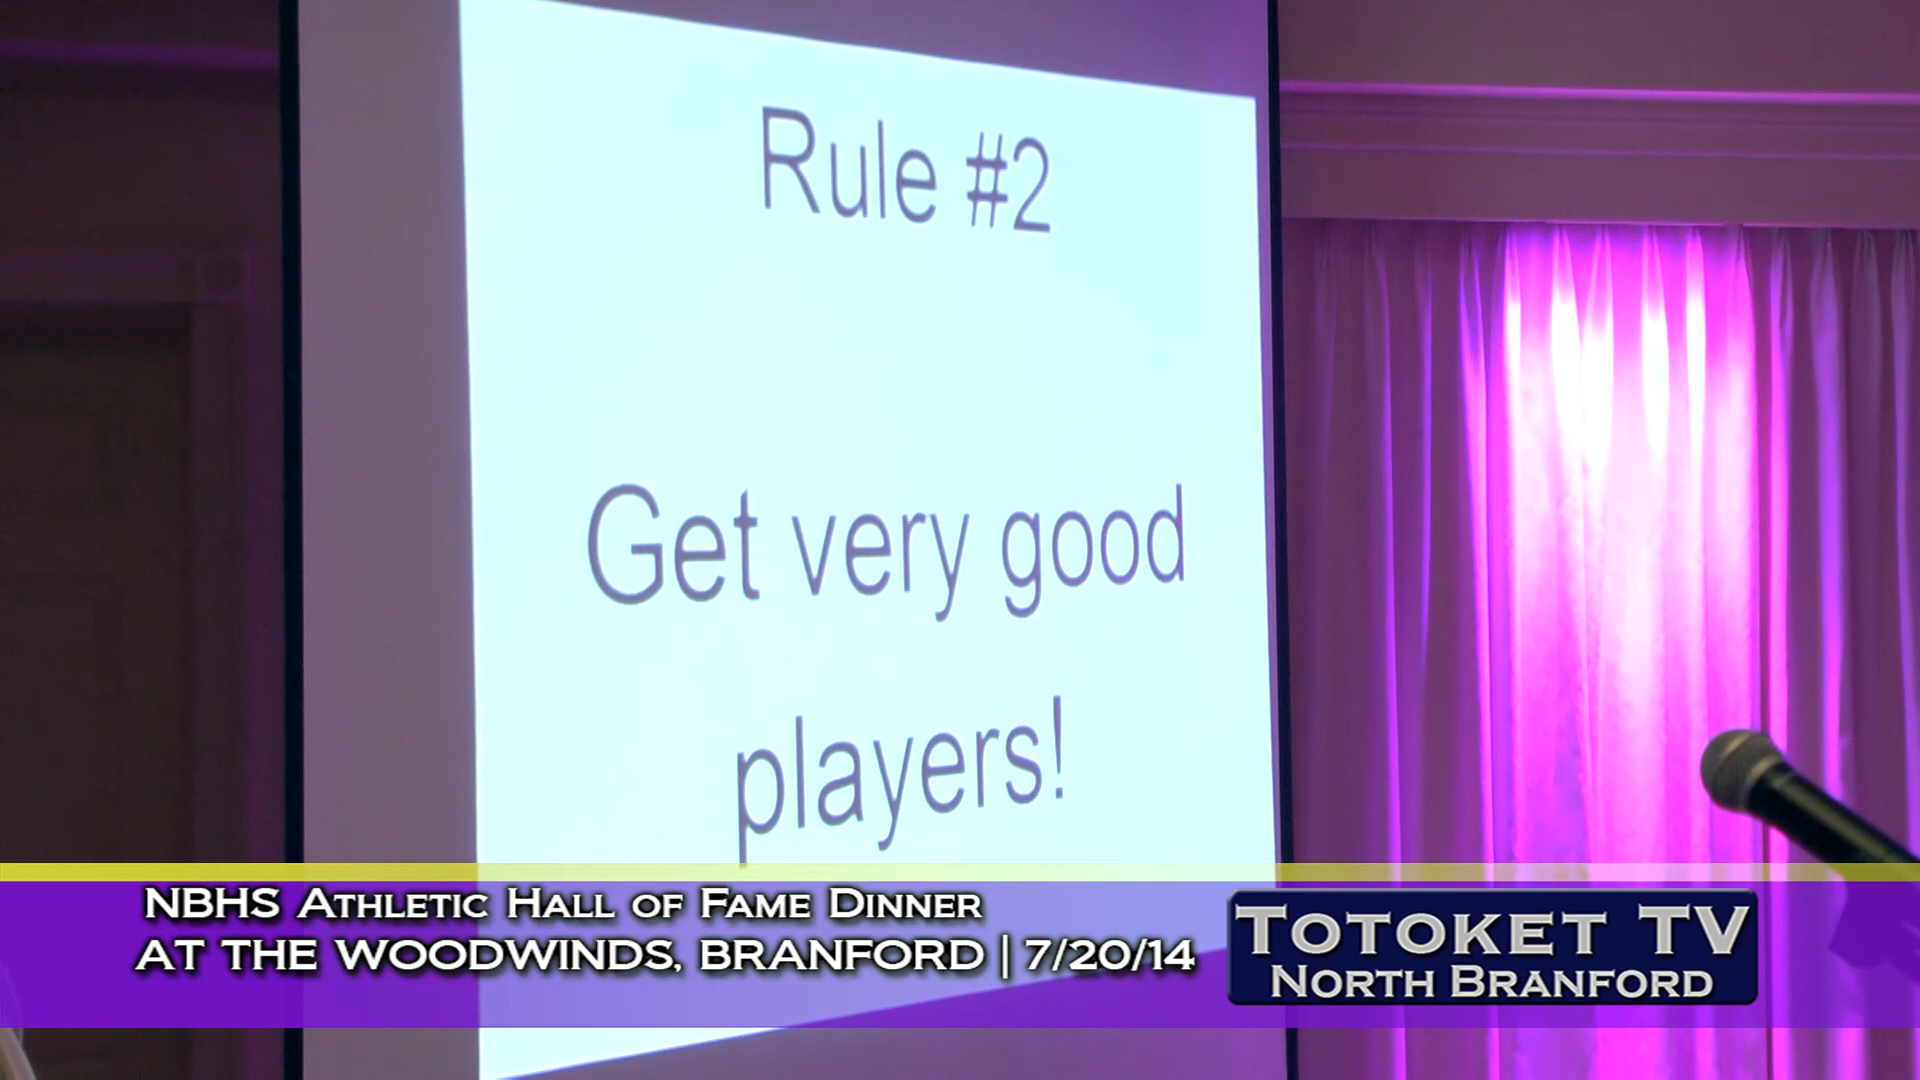 Rule #2
Get very good
players!
NBHS Athletic Hall of Fame Dinner
AT THE WOODWINDS, BRANFORD | 7/20/14
TOTOKET TV
NORTH BRANFORD